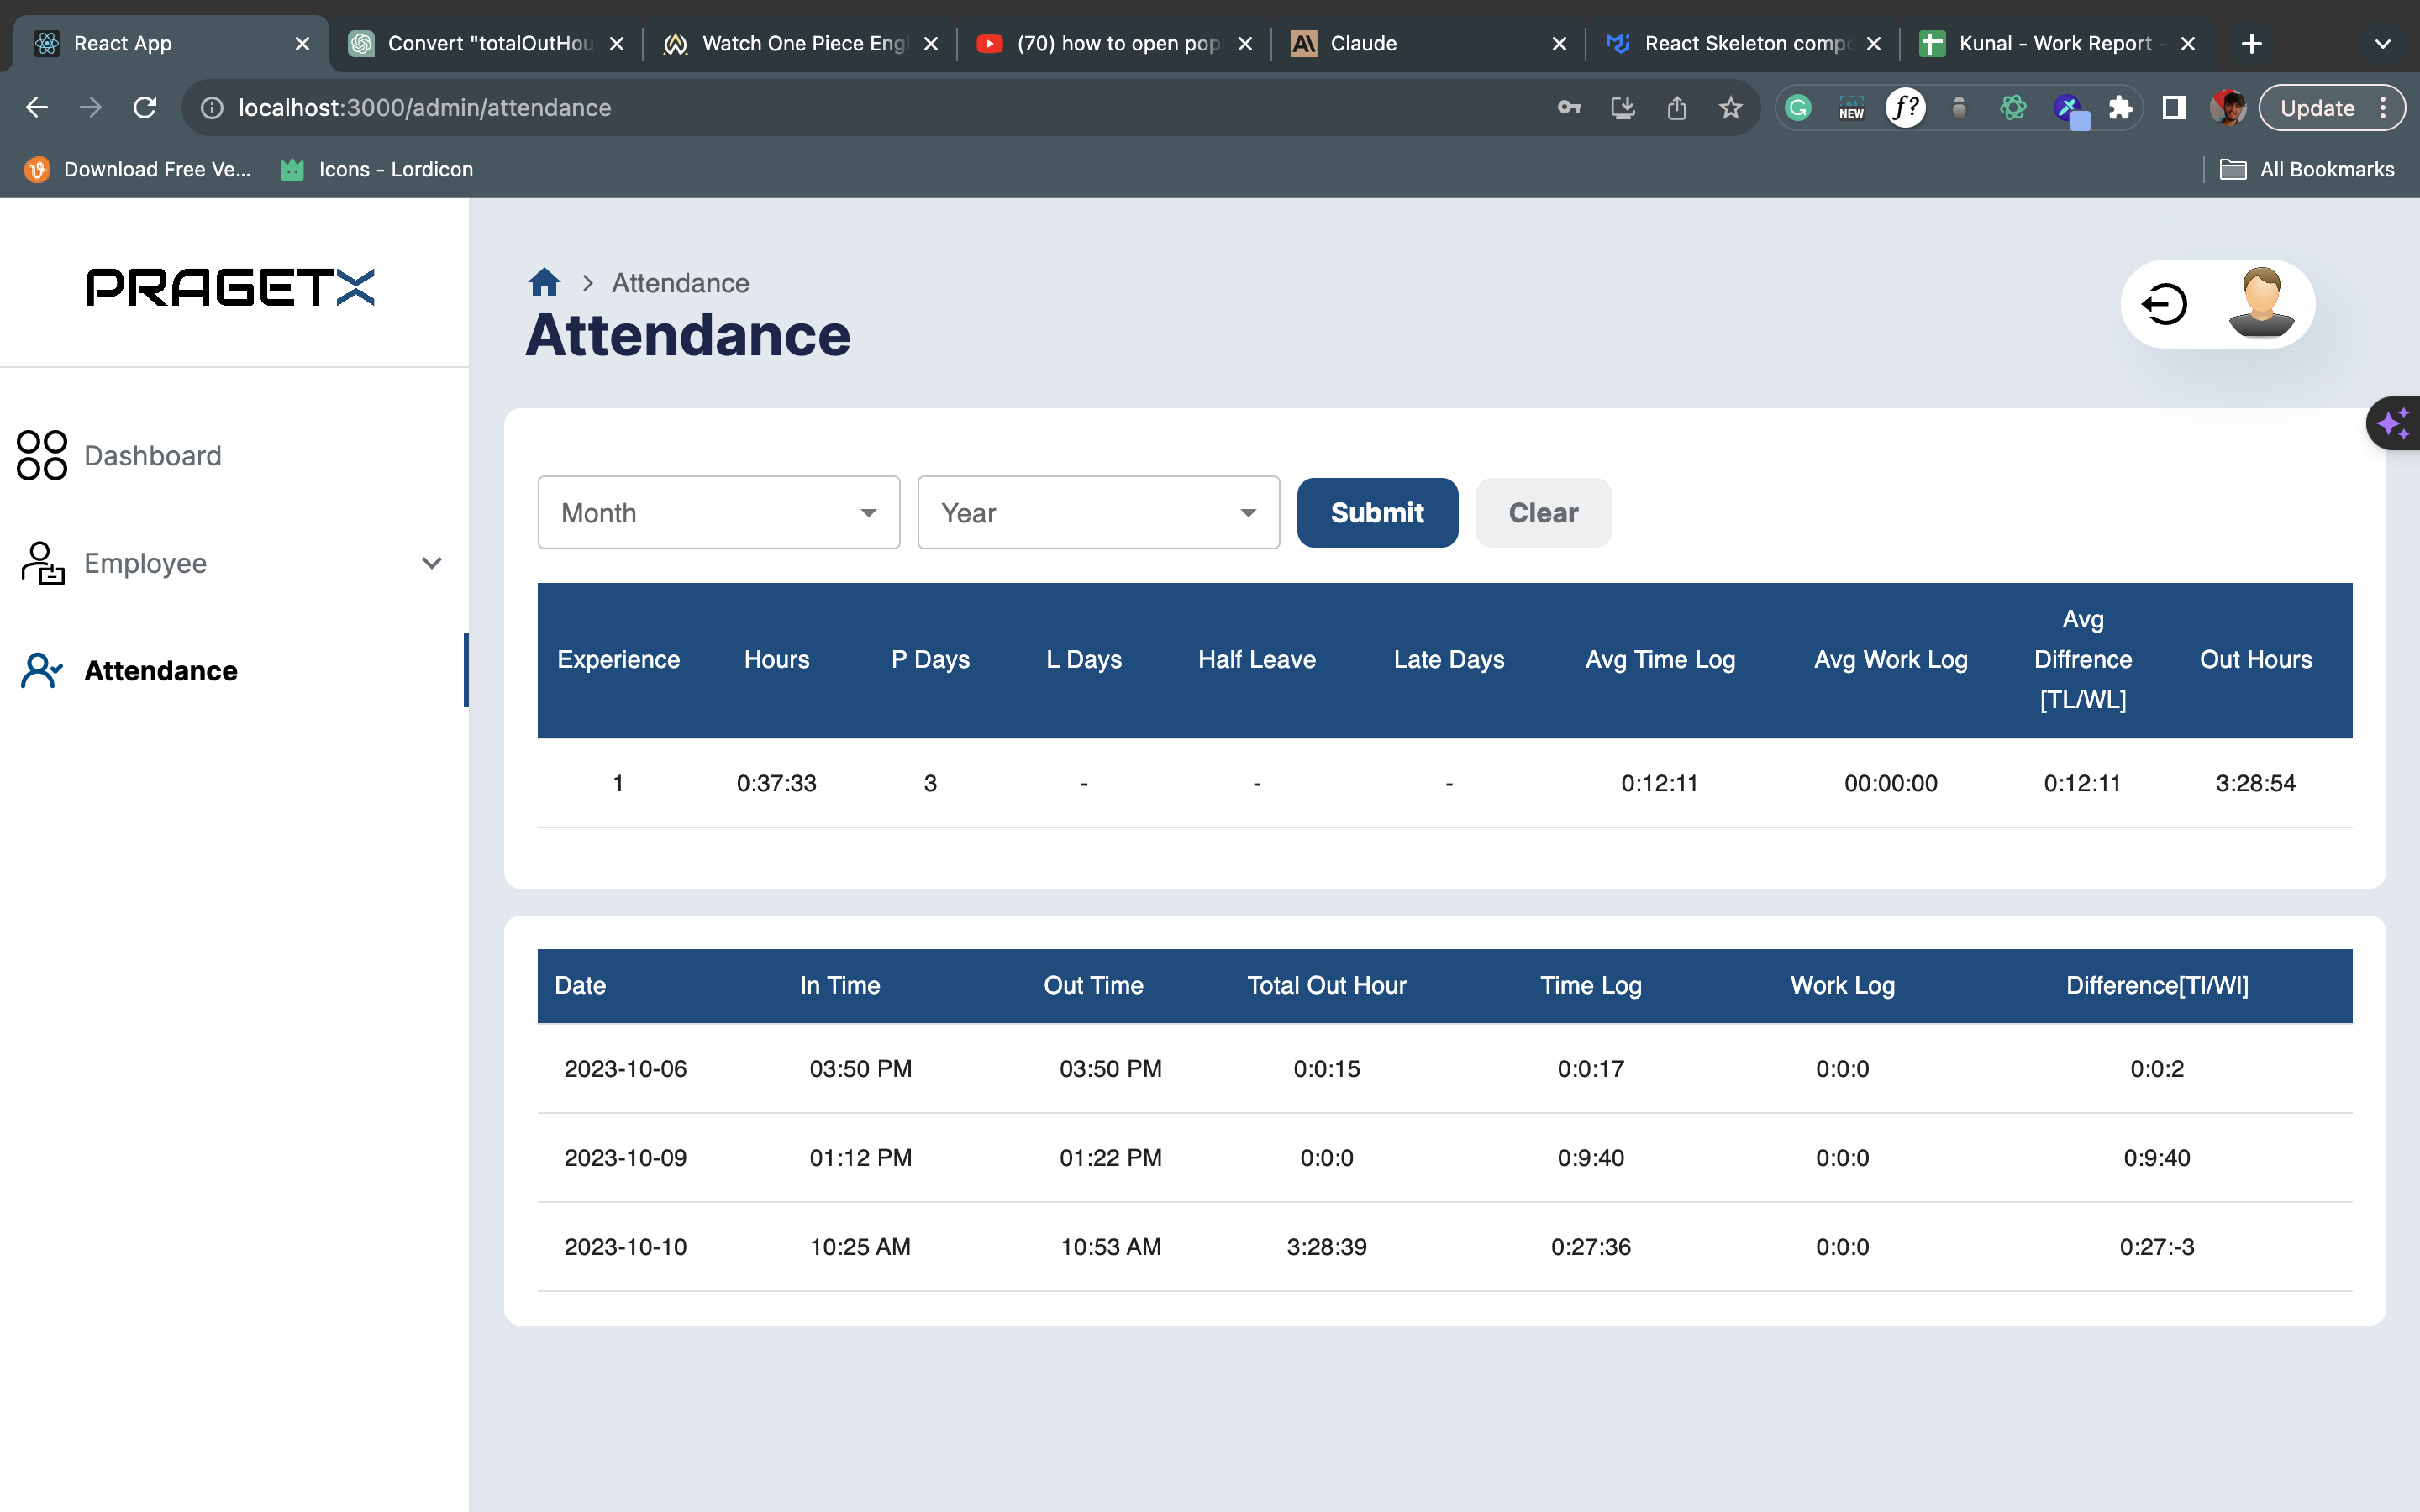 React App
Convert "totalOutHou
Watch One Piece Eng
(70) how to open pop
Claude
React Skeleton compo
Kunal - Work Report -
localhost:3000/admin/attendance
NEW
f?
Update
Download Free Ve...
Icons - Lordicon
All Bookmarks
PRAGETX
Attendance
Attendance
Dashboard
Employee
Attendance
Month
Year
Submit
Clear
Experience Hours P Days L Days Half Leave Late Days Avg Time Log Avg Work Log Avg Diffrence [TL/WL] Out Hours
1 0:37:33 3 - - - 0:12:11 00:00:00 0:12:11 3:28:54
Date In Time Out Time Total Out Hour Time Log Work Log Difference[Tl/Wl]
2023-10-06 03:50 PM 03:50 PM 0:0:15 0:0:17 0:0:0 0:0:2
2023-10-09 01:12 PM 01:22 PM 0:0:0 0:9:40 0:0:0 0:9:40
2023-10-10 10:25 AM 10:53 AM 3:28:39 0:27:36 0:0:0 0:27:-3